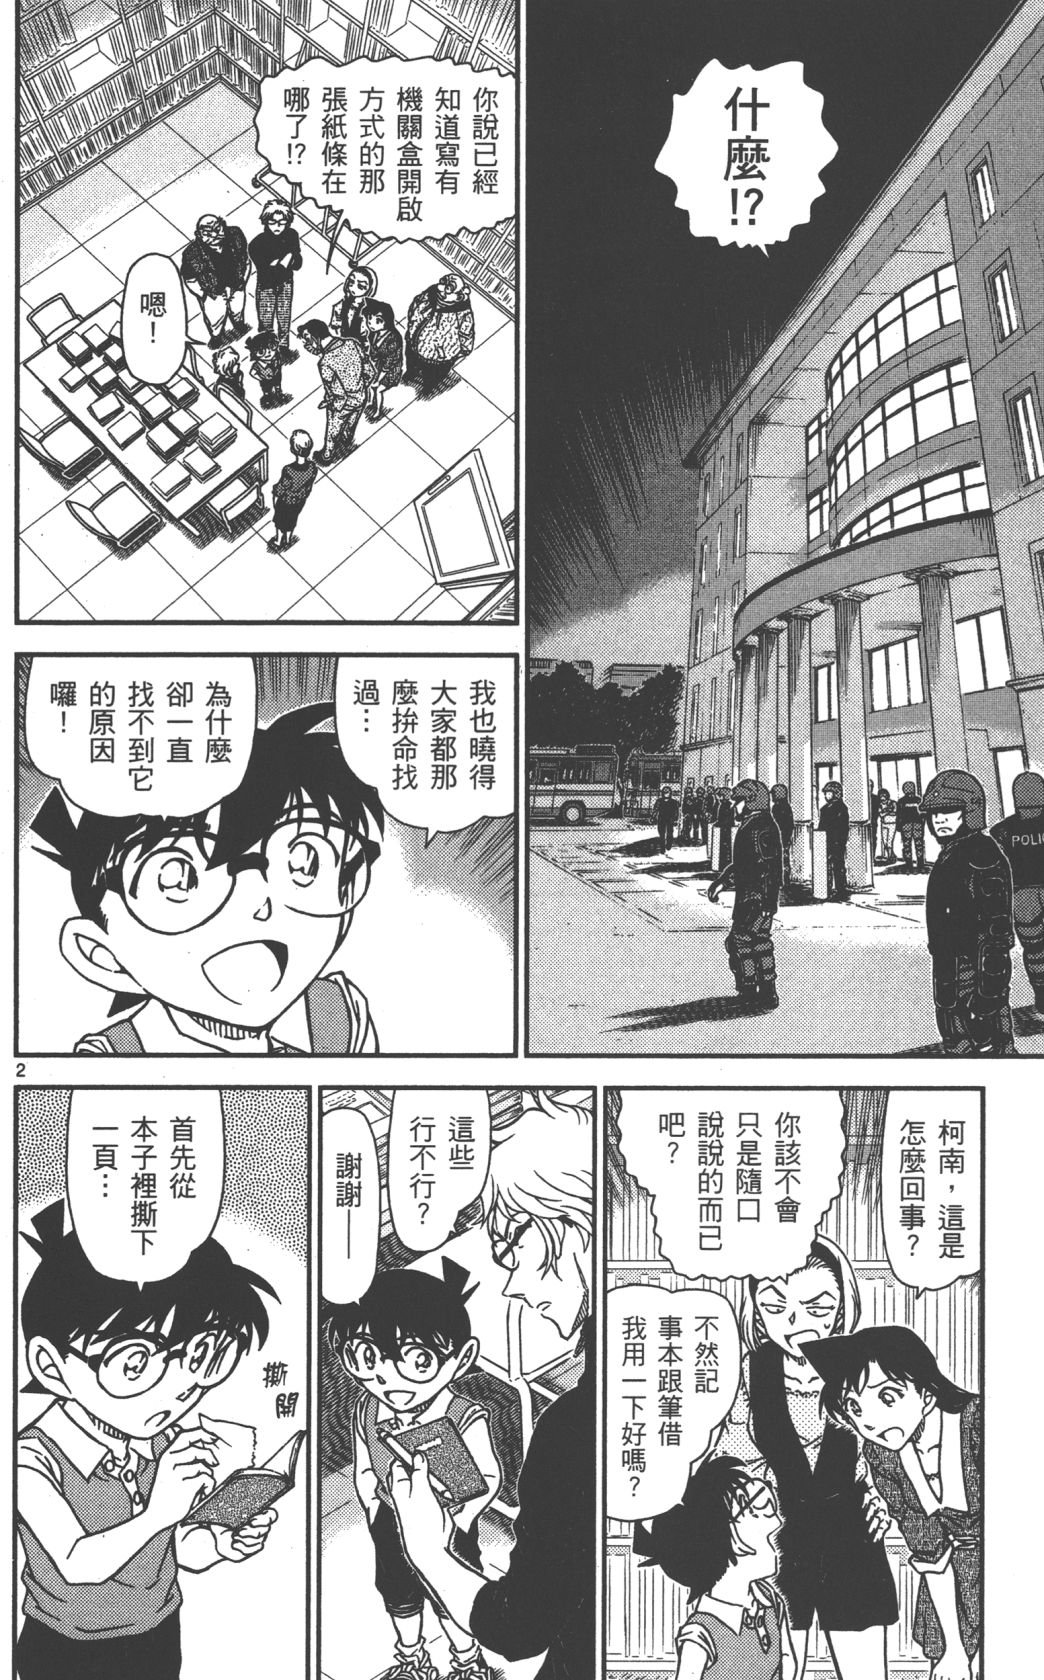 什麼!?
POLIC
你說已經
知道寫有
機關盒開啟
方式的那
張紙條在
哪了!?
嗯!
我也曉得
大家都那
麼拚命找
過…
為什麼
卻一直
找不到它
的原因
囉!
2
柯南，這是
怎麼回事？
你該不會
只是隨口
說說的而已
吧？
不然記
事本跟筆借
我用一下好嗎？
這些
行不行？
謝謝——
首先從
本子裡撕下
一頁…
撕開